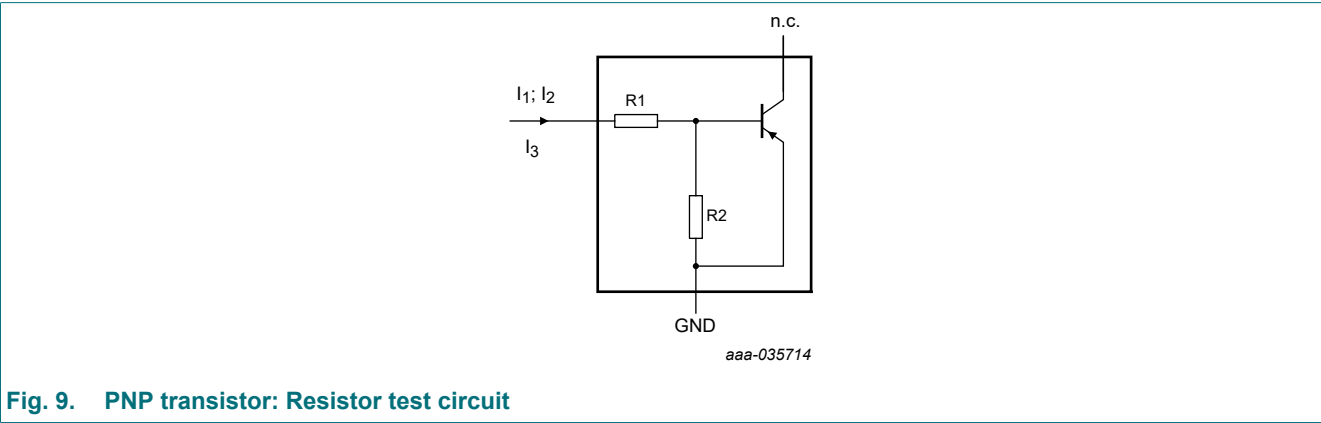 n.c.
I1; I2
R1
I3
R2
GND
aaa-035714
Fig. 9. PNP transistor: Resistor test circuit